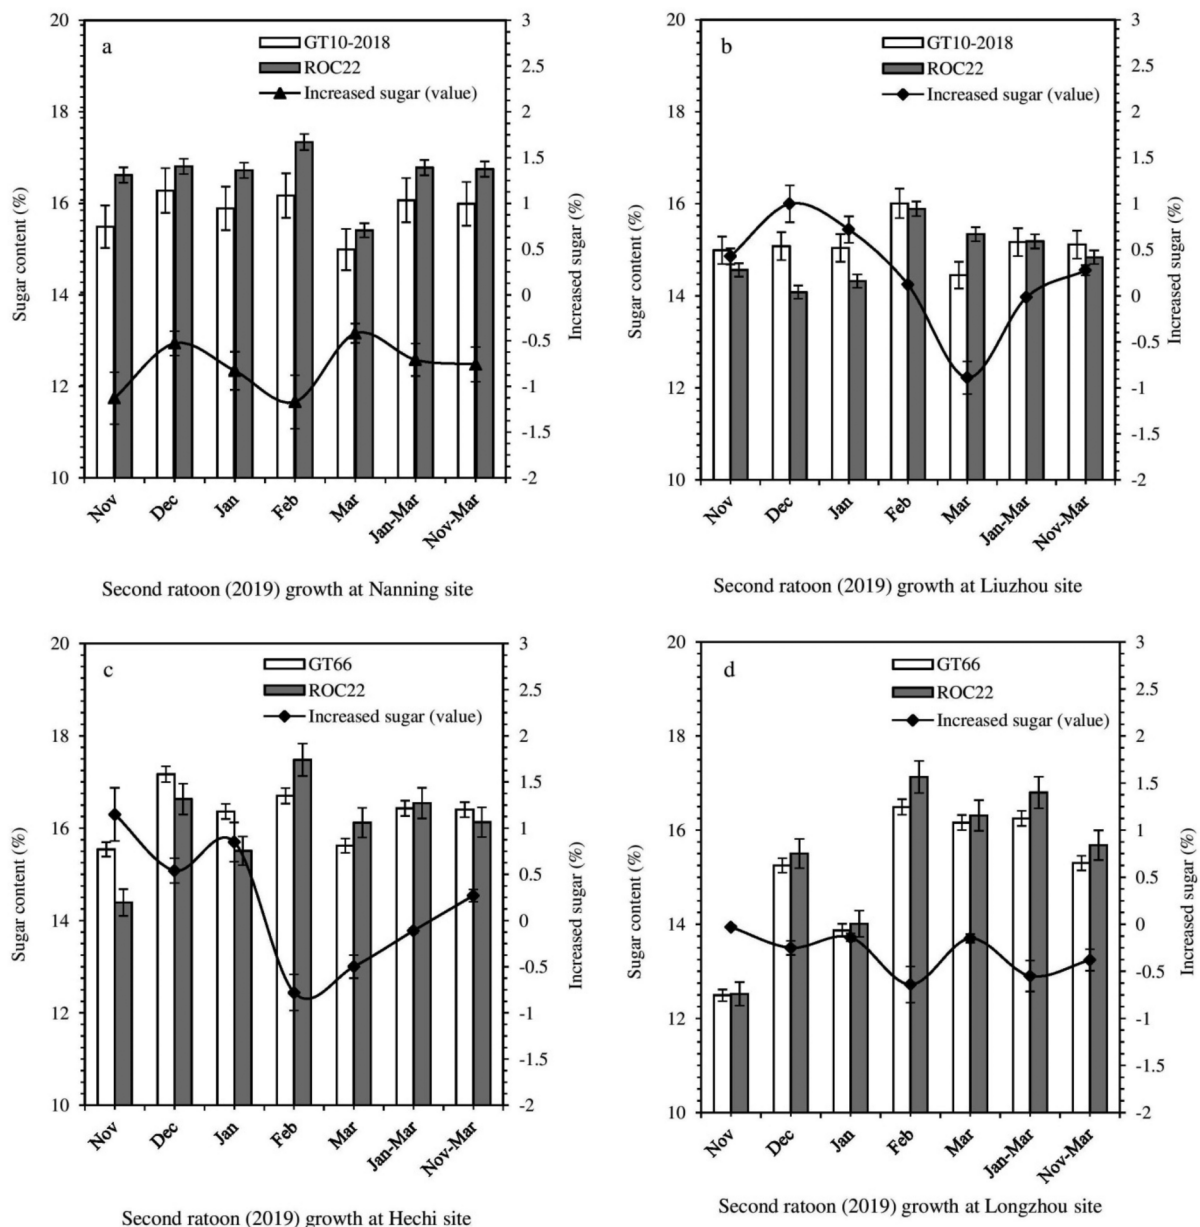 a
GT10-2018
ROC22
Increased sugar (value)
Sugar content (%)
20
18
16
14
12
10
3
2.5
2
1.5
1
0.5
0
-0.5
-1
-1.5
-2
Increased sugar (%)
Nov
Dec
Jan
Feb
Mar
Jan-Mar
Nov-Mar
Second ratoon (2019) growth at Nanning site
b
GT10-2018
ROC22
Increased sugar (value)
Sugar content (%)
20
18
16
14
12
10
3
2.5
2
1.5
1
0.5
0
-0.5
-1
-1.5
-2
Increased sugar (%)
Nov
Dec
Jan
Feb
Mar
Jan-Mar
Nov-Mar
Second ratoon (2019) growth at Liuzhou site
c
GT66
ROC22
Increased sugar (value)
Sugar content (%)
20
18
16
14
12
10
3
2.5
2
1.5
1
0.5
0
-0.5
-1
-1.5
-2
Increased sugar (%)
Nov
Dec
Jan
Feb
Mar
Jan-Mar
Nov-Mar
Second ratoon (2019) growth at Hechi site
d
GT66
ROC22
Increased sugar (value)
Sugar content (%)
20
18
16
14
12
10
3
2.5
2
1.5
1
0.5
0
-0.5
-1
-1.5
-2
Increased sugar (%)
Nov
Dec
Jan
Feb
Mar
Jan-Mar
Nov-Mar
Second ratoon (2019) growth at Longzhou site